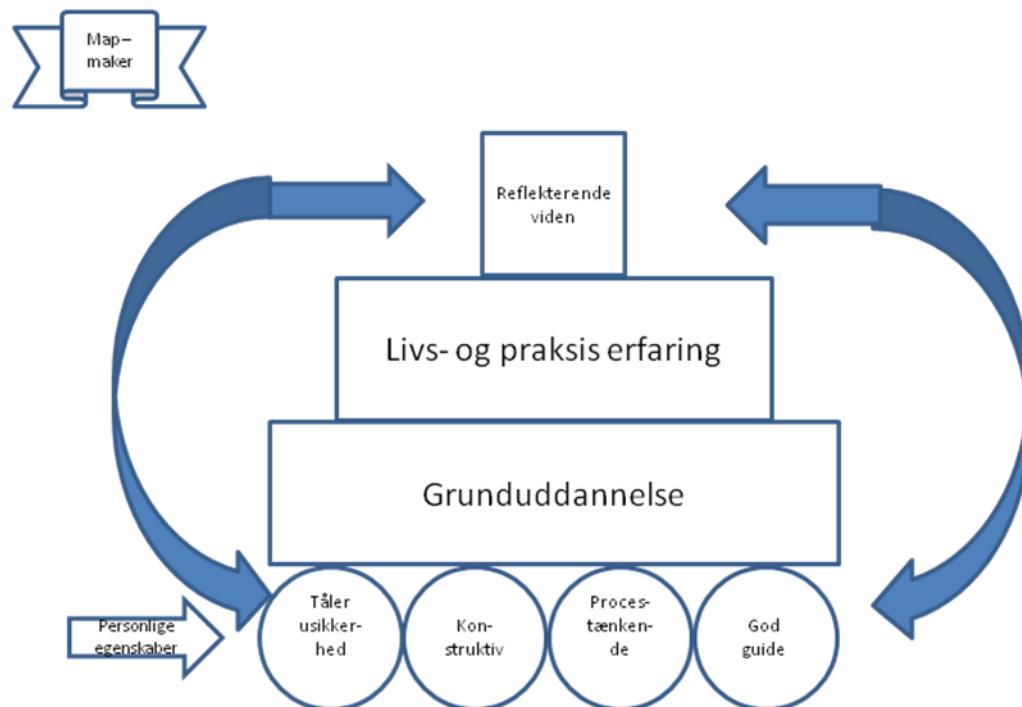 Map–
maker
Reflekterende
viden
Livs- og praksis erfaring
Grunduddannelse
Personlige
egenskaber
Tåler
usikker-
hed
Kon-
struktiv
Proces-
tænken-
de
God
guide